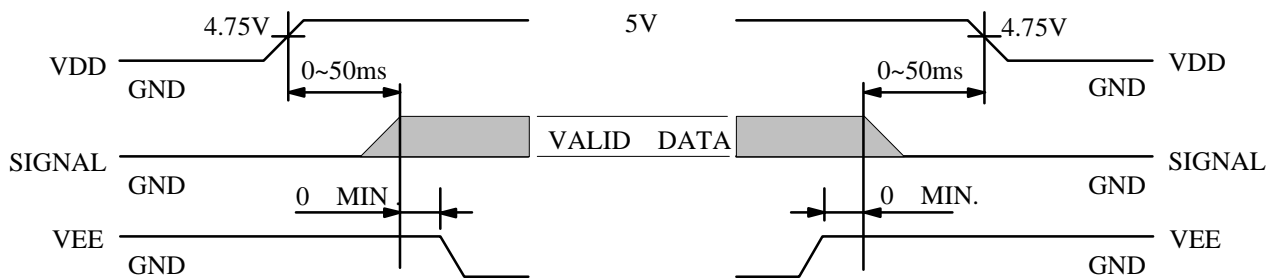 4.75V 5V 4.75V
VDD 0~50ms 0~50ms VDD
GND GND
VALID DATA
SIGNAL SIGNAL
GND GND
0 MIN . 0 MIN.
VEE VEE
GND GND